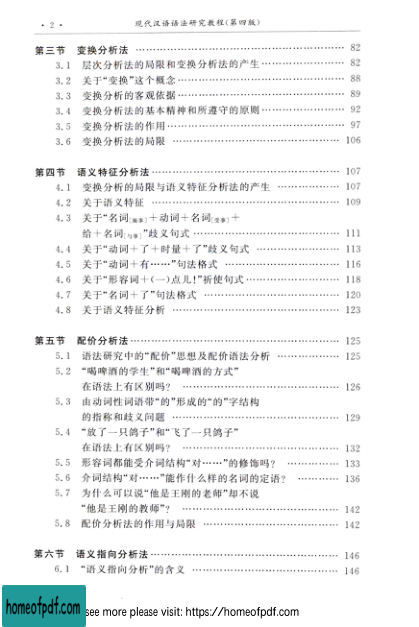 · 2 · 现代汉语语法研究教程(第四版)
第三节 变换分析法 …… 82
3.1 层次分析法的局限和变换分析法的产生 …… 82
3.2 关于“变换”这个概念 …… 88
3.3 变换分析的客观依据 …… 89
3.4 变换分析法的基本精神和所遵守的原则 …… 92
3.5 变换分析法的作用 …… 97
3.6 变换分析法的局限 …… 106
第四节 语义特征分析法 …… 107
4.1 变换分析的局限与语义特征分析法的产生 …… 107
4.2 关于语义特征 …… 109
4.3 关于“名词[施事]+动词+名词[受事]+
给+名词[与事]”歧义句式 …… 111
4.4 关于“动词+了+时量+了”歧义句式 …… 113
4.5 关于“动词+有……”句法格式 …… 116
4.6 关于“形容词+(一)点儿!”祈使句式 …… 118
4.7 关于“名词+了”句法格式 …… 120
4.8 关于语义特征分析 …… 123
第五节 配价分析法 …… 125
5.1 语法研究中的“配价”思想及配价语法分析 …… 125
5.2 “喝啤酒的学生”和“喝啤酒的方式”
在语法上有区别吗? …… 126
5.3 由动词性词语带“的”形成的“的”字结构
的指称和歧义问题 …… 129
5.4 “放了一只鸽子”和“飞了一只鸽子”
在语法上有区别吗? …… 132
5.5 形容词都能受介词结构“对……”的修饰吗? …… 133
5.6 介词结构“对……”能作什么样的名词的定语? …… 136
5.7 为什么可以说“他是王刚的老师”却不说
“他是王刚的教师”? …… 142
5.8 配价分析法的作用与局限 …… 142
第六节 语义指向分析法 …… 146
6.1 “语义指向分析”的含义 …… 146
homeofpdf.com see more please visit: https://homeofpdf.com